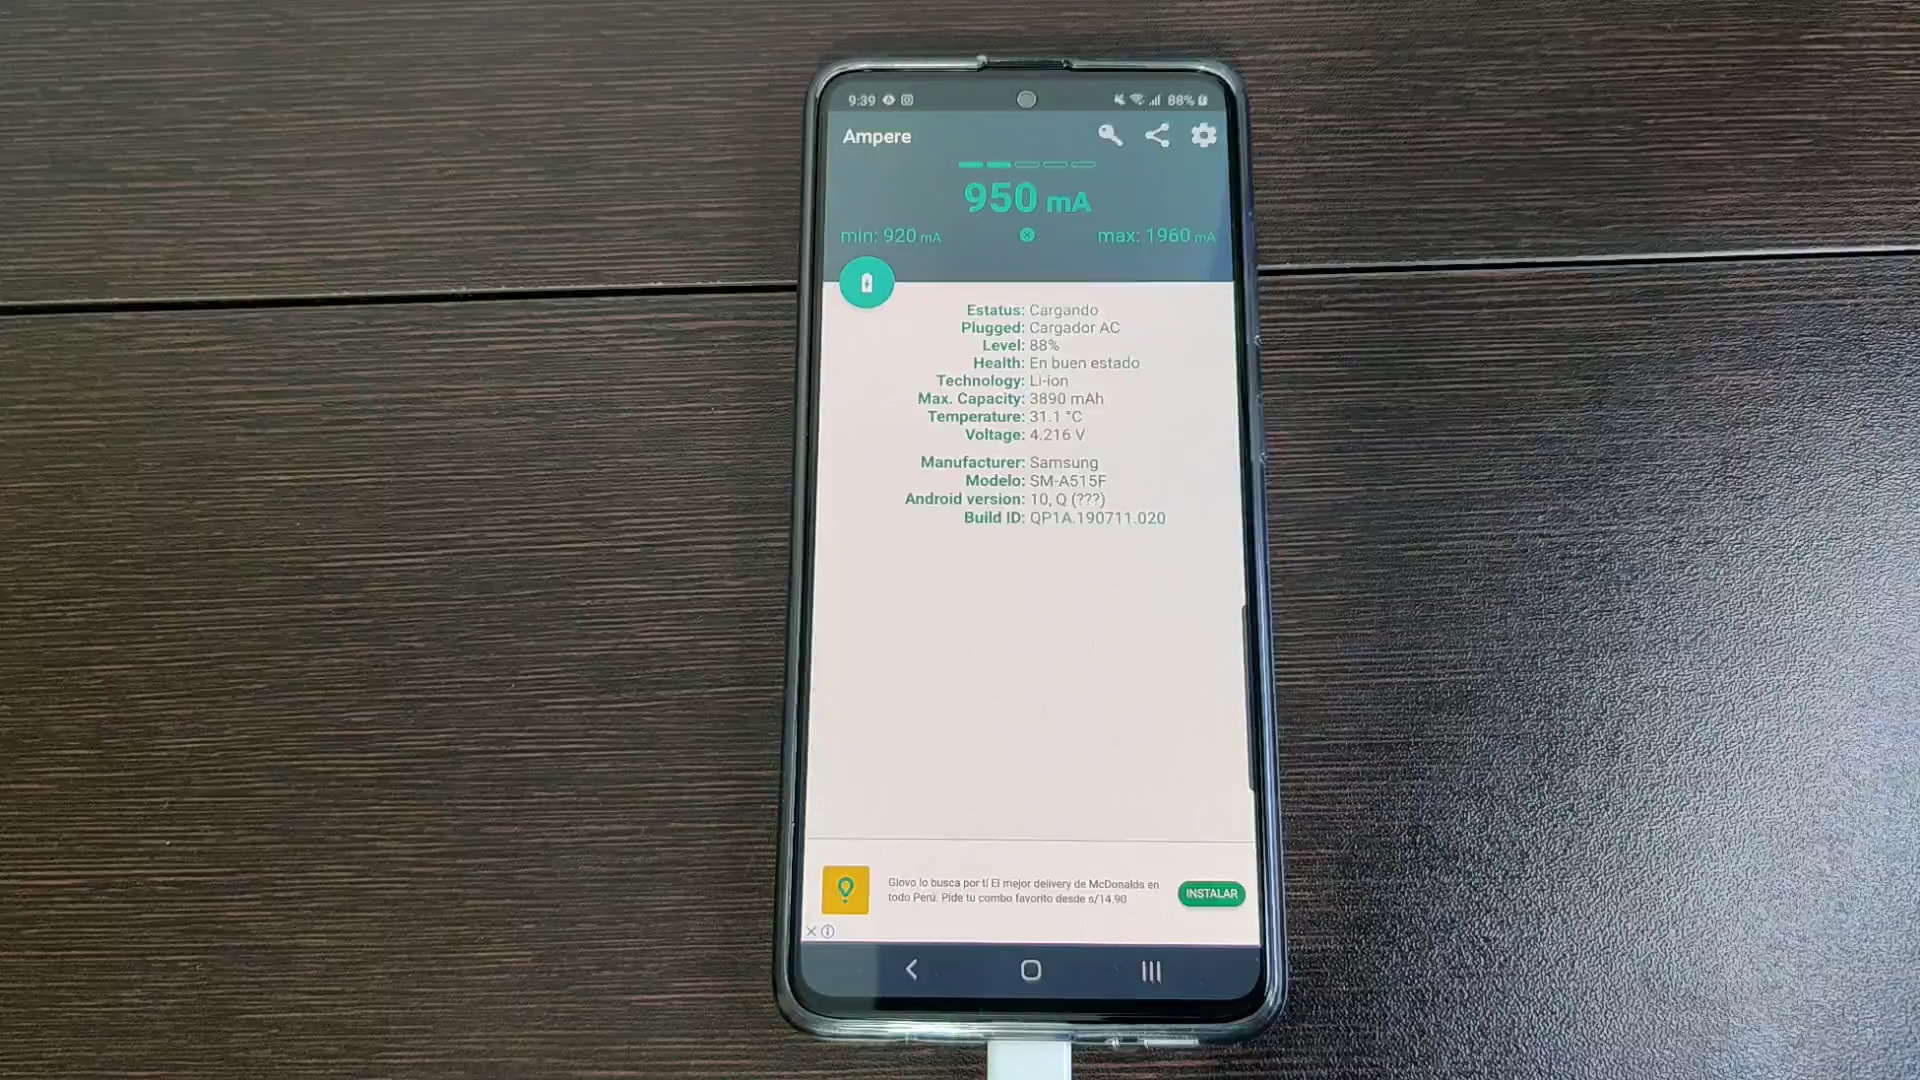 9:39 88%
Ampere
950 mA
min: 920 mA max: 1960 mA
Estatus: Cargando
Plugged: Cargador AC
Level: 88%
Health: En buen estado
Technology: Li-ion
Max. Capacity: 3890 mAh
Temperature: 31.1 °C
Voltage: 4.216 V
Manufacturer: Samsung
Modelo: SM-A515F
Android version: 10, Q (???)
Build ID: QP1A.190711.020
Glovo lo busca por tí El mejor delivery de McDonalds en
todo Perú. Pide tu combo favorito desde s/14.90
INSTALAR